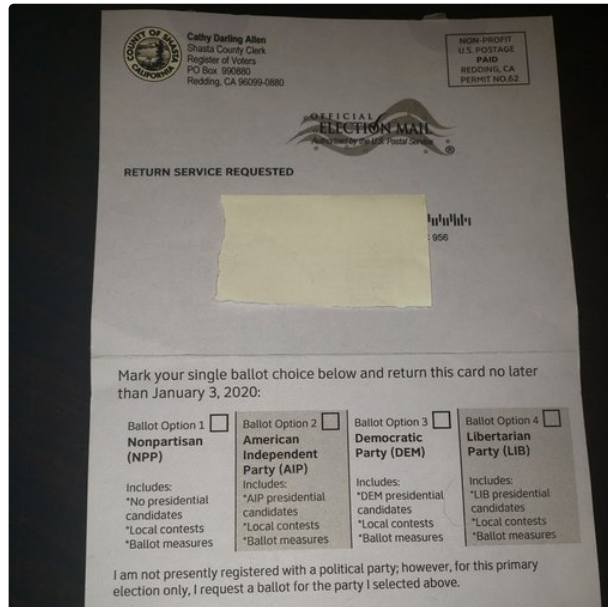 COUNTY OF SHASTA
CALIFORNIA
Cathy Darling Allen
Shasta County Clerk
Register of Voters
PO Box 990880
Redding, CA 96099-0880
NON-PROFIT
U.S. POSTAGE
PAID
REDDING, CA
PERMIT NO.62
OFFICIAL
ELECTION MAIL
Authorized by the U.S. Postal Service
®
RETURN SERVICE REQUESTED
956
Mark your single ballot choice below and return this card no later
than January 3, 2020:
Ballot Option 1
Nonpartisan
(NPP)
Includes:
*No presidential
candidates
*Local contests
*Ballot measures
Ballot Option 2
American
Independent
Party (AIP)
Includes:
*AIP presidential
candidates
*Local contests
*Ballot measures
Ballot Option 3
Democratic
Party (DEM)
Includes:
*DEM presidential
candidates
*Local contests
*Ballot measures
Ballot Option 4
Libertarian
Party (LIB)
Includes:
*LIB presidential
candidates
*Local contests
*Ballot measures
I am not presently registered with a political party; however, for this primary
election only, I request a ballot for the party I selected above.